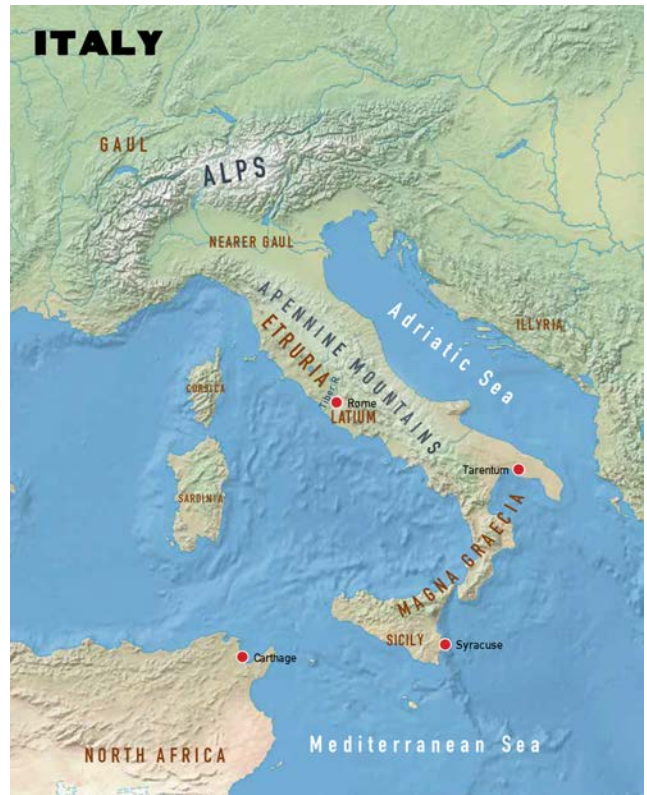 ITALY
GAUL
ALPS
NEARER GAUL
APENNINE MOUNTAINS
Adriatic Sea
ILLYRIA
ETRURIA
CORSICA
Tiber R.
Rome
LATIUM
Tarentum
SARDINIA
MAGNA GRAECIA
SICILY
Syracuse
Carthage
Mediterranean Sea
NORTH AFRICA